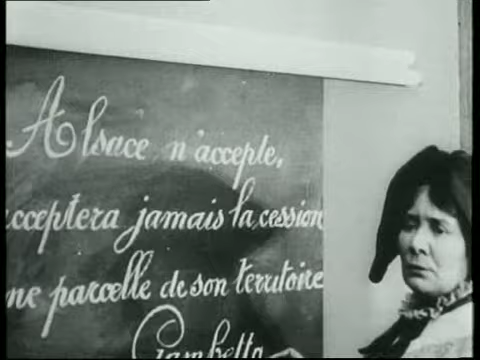 Alsace n'accepte,
acceptera jamais la cession
ne parcelle de son territoire
Gambetta